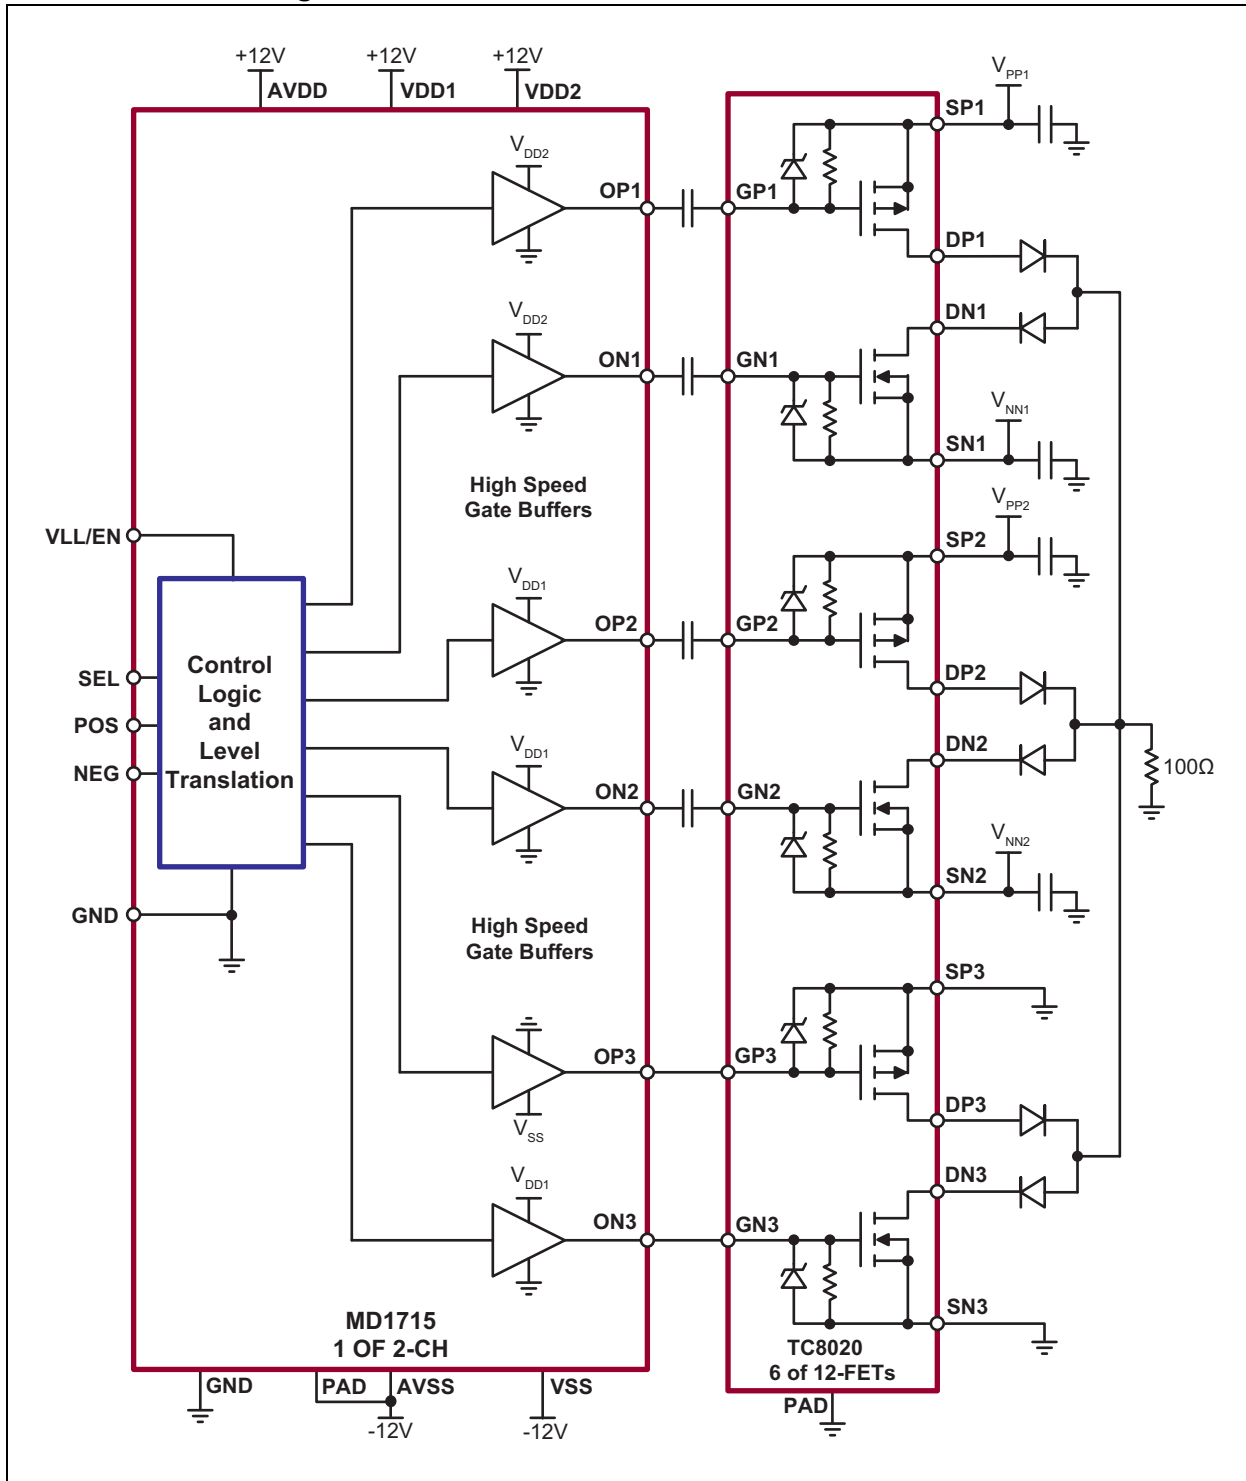 +12V +12V +12V
AVDD VDD1 VDD2
VPP1
SP1
VDD2
OP1 GP1
DP1
DN1
VDD2
ON1 GN1
VNN1
SN1
High Speed
Gate Buffers
VPP2
VLL/EN
SP2
VDD1
OP2 GP2
Control
Logic
and
Level
Translation
SEL
POS
NEG
DP2
DN2
100Ω
VDD1
ON2 GN2
VNN2
SN2
GND
High Speed
Gate Buffers
SP3
OP3 GP3
VSS
DP3
DN3
VDD1
ON3 GN3
SN3
MD1715
1 OF 2-CH
TC8020
6 of 12-FETs
GND PAD AVSS VSS
PAD
-12V -12V